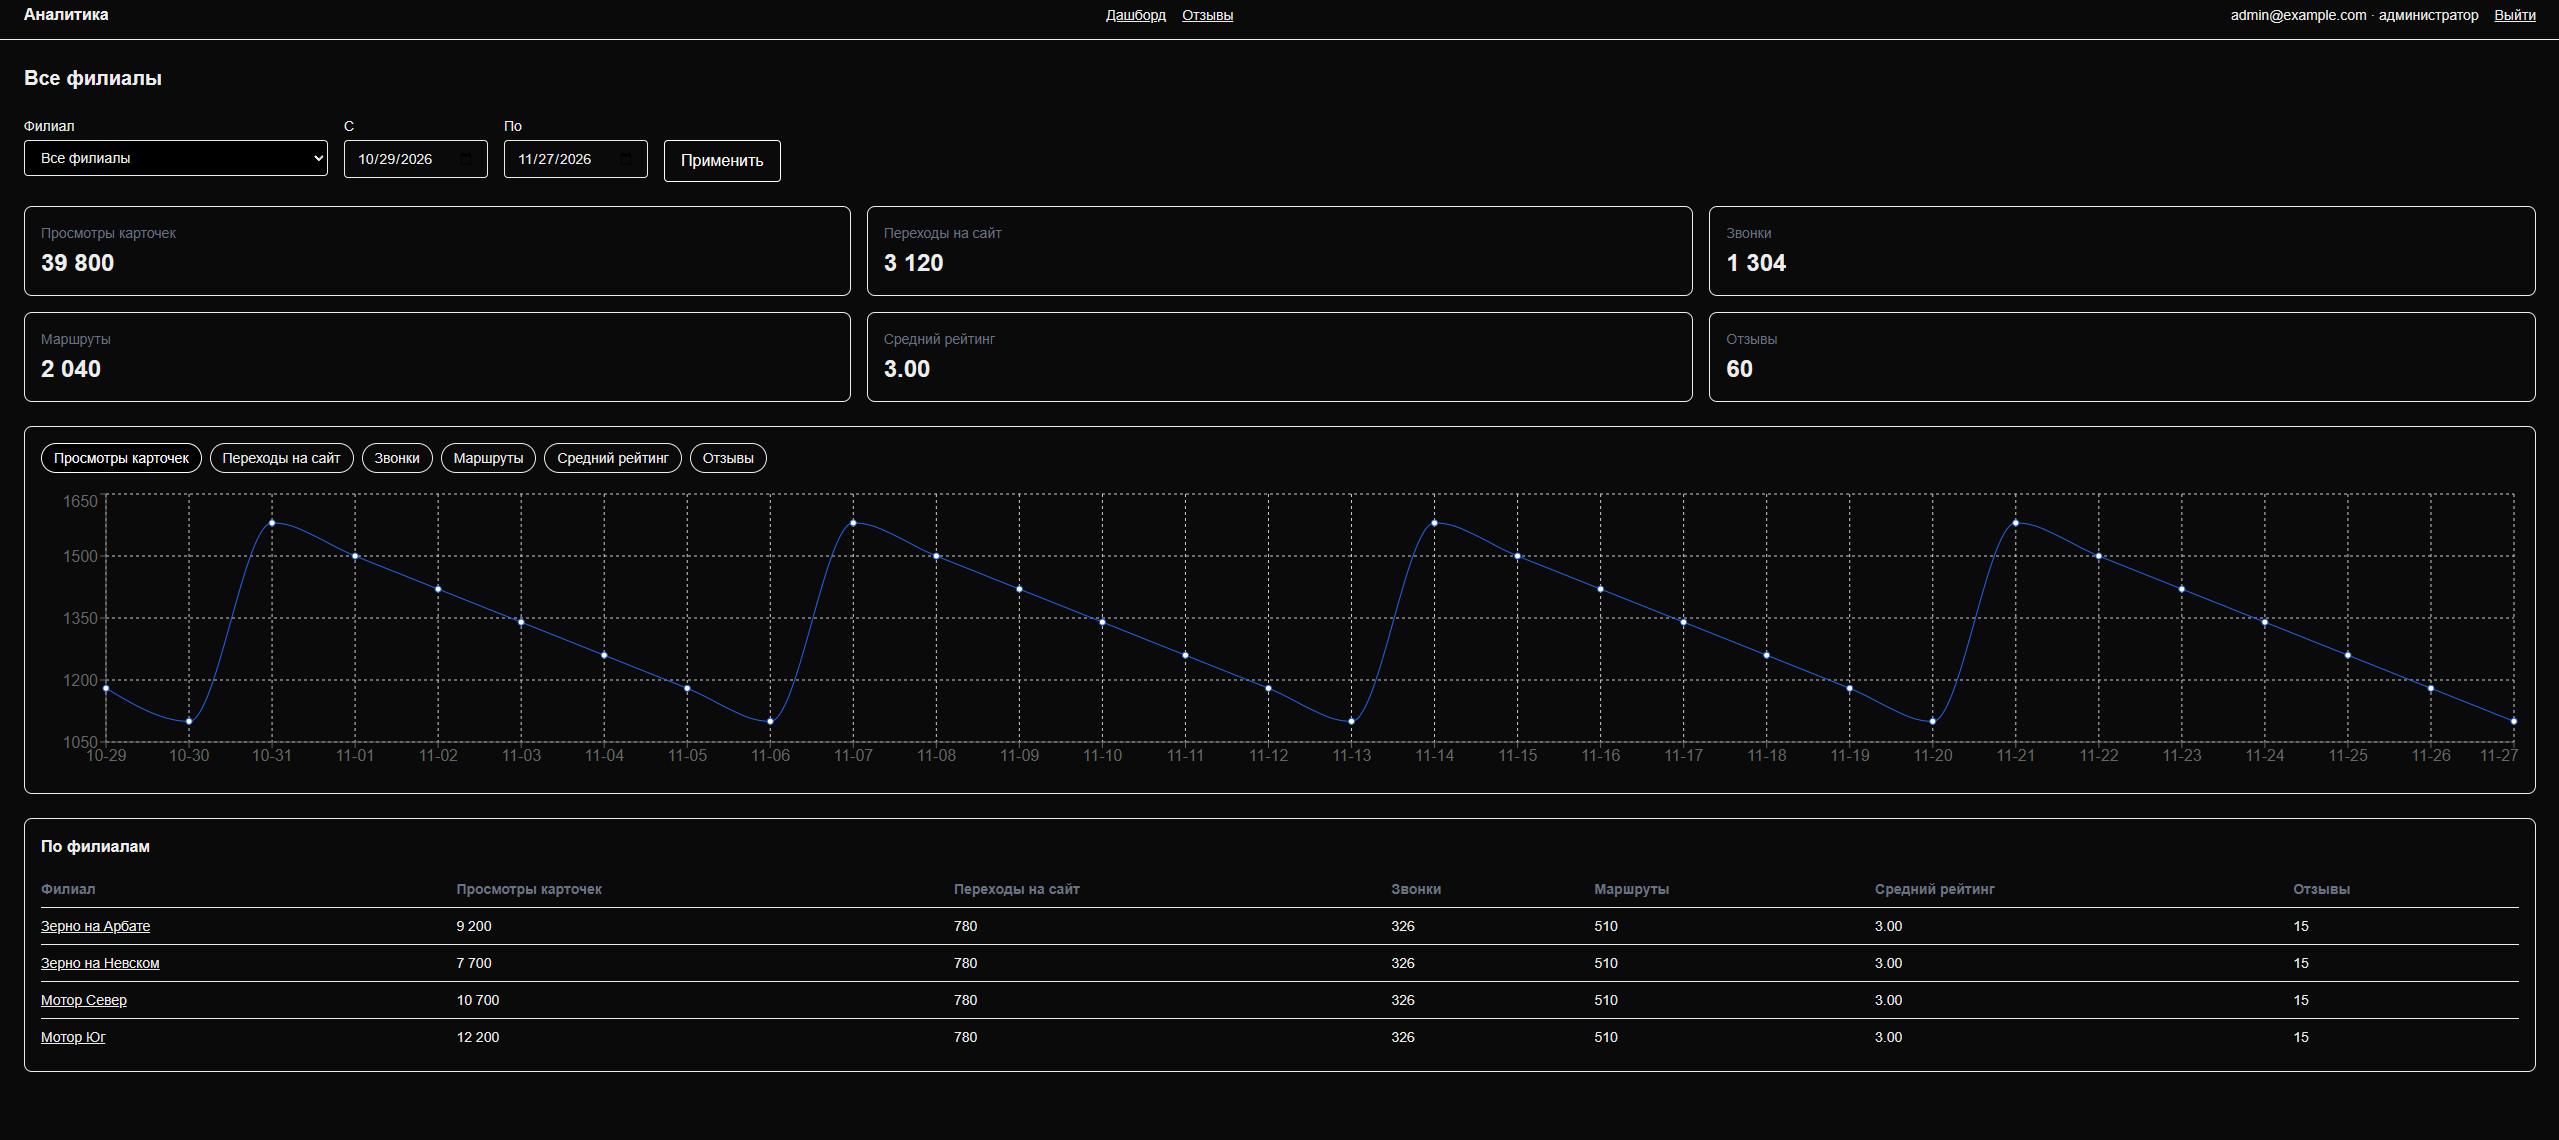 Аналитика
Дашборд Отзывы
admin@example.com · администратор Выйти
Все филиалы
Филиал С По
Все филиалы 10/29/2026 11/27/2026 Применить
Просмотры карточек Переходы на сайт Звонки
39 800 3 120 1 304
Маршруты Средний рейтинг Отзывы
2 040 3.00 60
Просмотры карточек Переходы на сайт Звонки Маршруты Средний рейтинг Отзывы
1650
1500
1350
1200
1050
10-29 10-30 10-31 11-01 11-02 11-03 11-04 11-05 11-06 11-07 11-08 11-09 11-10 11-11 11-12 11-13 11-14 11-15 11-16 11-17 11-18 11-19 11-20 11-21 11-22 11-23 11-24 11-25 11-26 11-27
По филиалам
Филиал Просмотры карточек Переходы на сайт Звонки Маршруты Средний рейтинг Отзывы
Зерно на Арбате 9 200 780 326 510 3.00 15
Зерно на Невском 7 700 780 326 510 3.00 15
Мотор Север 10 700 780 326 510 3.00 15
Мотор Юг 12 200 780 326 510 3.00 15